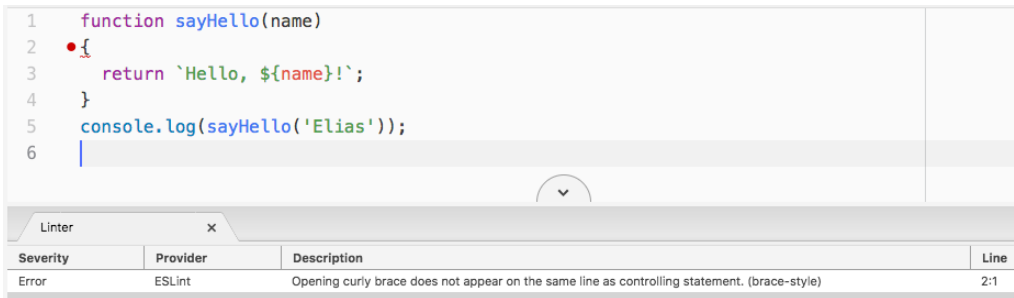 1 function sayHello(name)
2 {
3 return `Hello, ${name}!`;
4 }
5 console.log(sayHello('Elias'));
6
Linter ×
Severity Provider Description Line
Error ESLint Opening curly brace does not appear on the same line as controlling statement. (brace-style) 2:1